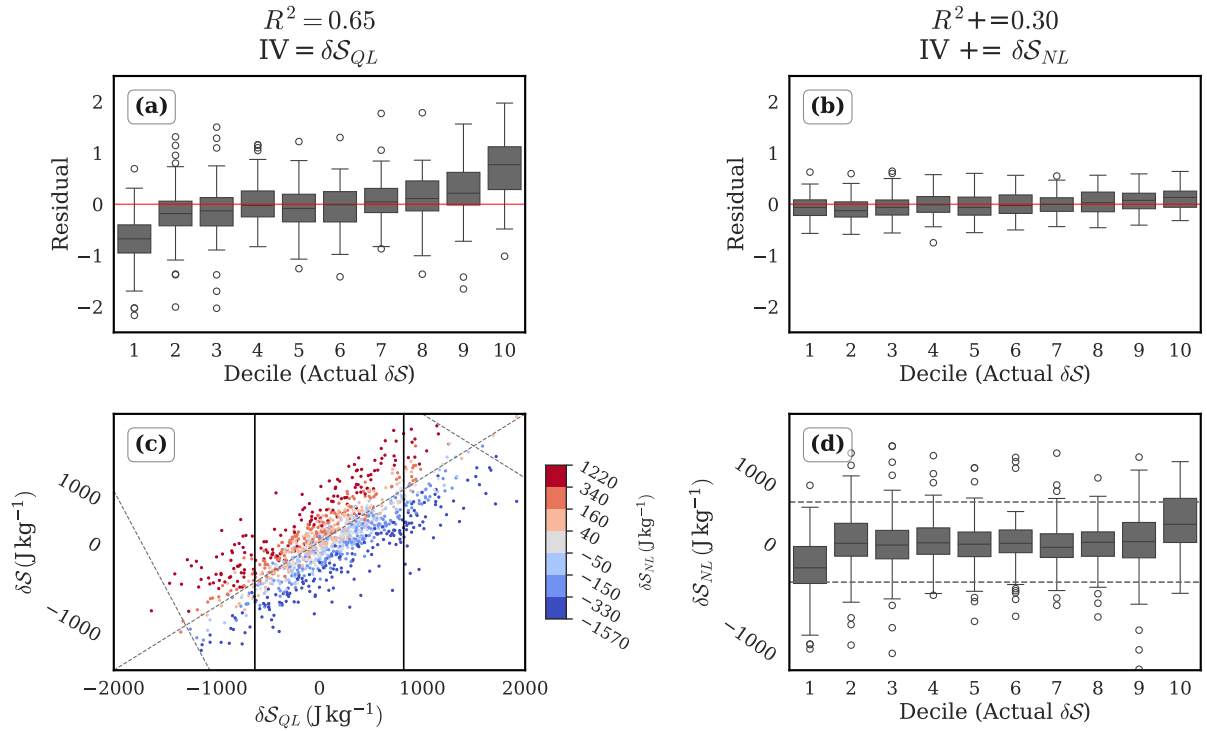 R² = 0.65
IV = δS_QL
R² += 0.30
IV += δS_NL
(a)
Residual
2
1
0
−1
−2
1 2 3 4 5 6 7 8 9 10
Decile (Actual δS)
(b)
Residual
2
1
0
−1
−2
1 2 3 4 5 6 7 8 9 10
Decile (Actual δS)
(c)
δS (J kg⁻¹)
1000
0
−1000
−2000 −1000 0 1000 2000
δS_QL (J kg⁻¹)
1220
340
160
40
−50
−150
−330
−1570
δS_NL (J kg⁻¹)
(d)
δS_NL (J kg⁻¹)
1000
0
−1000
1 2 3 4 5 6 7 8 9 10
Decile (Actual δS)